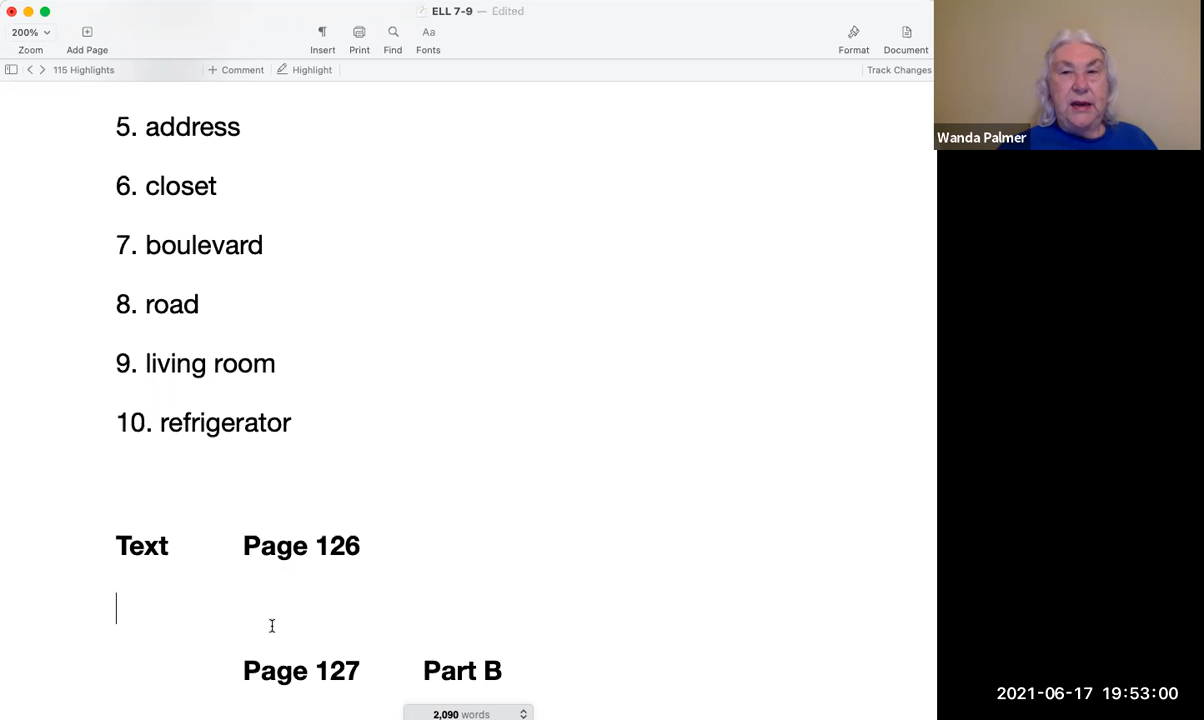 ELL 7-9 — Edited
200%
Zoom
Add Page
Insert
Print
Find
Aa
Fonts
Format
Document
115 Highlights
+ Comment
Highlight
Track Changes
5. address
6. closet
7. boulevard
8. road
9. living room
10. refrigerator
Text Page 126
Page 127 Part B
2,090 words
Wanda Palmer
2021-06-17 19:53:00